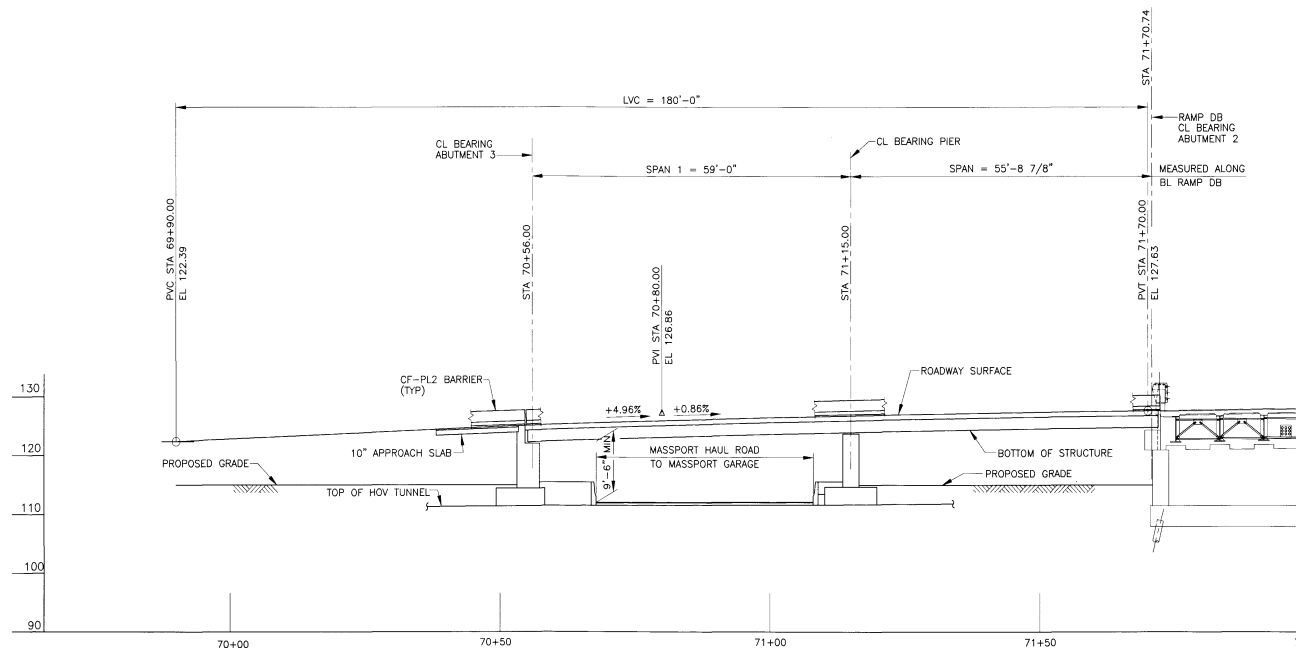 STA 71+70.74
LVC = 180'-0"
RAMP DB
CL BEARING
ABUTMENT 2
CL BEARING
ABUTMENT 3
CL BEARING PIER
SPAN 1 = 59'-0"
SPAN = 55'-8 7/8"
MEASURED ALONG
BL RAMP DB
PVC STA 69+90.00
EL 122.39
STA 70+56.00
PVI STA 70+80.00
EL 126.86
STA 71+15.00
PVT STA 71+70.00
EL 127.63
CF-PL2 BARRIER
(TYP)
ROADWAY SURFACE
+4.96%
+0.86%
130
120
110
100
90
10" APPROACH SLAB
9'-6" MIN
MASSPORT HAUL ROAD
TO MASSPORT GARAGE
BOTTOM OF STRUCTURE
PROPOSED GRADE
PROPOSED GRADE
TOP OF HOV TUNNEL
70+00
70+50
71+00
71+50